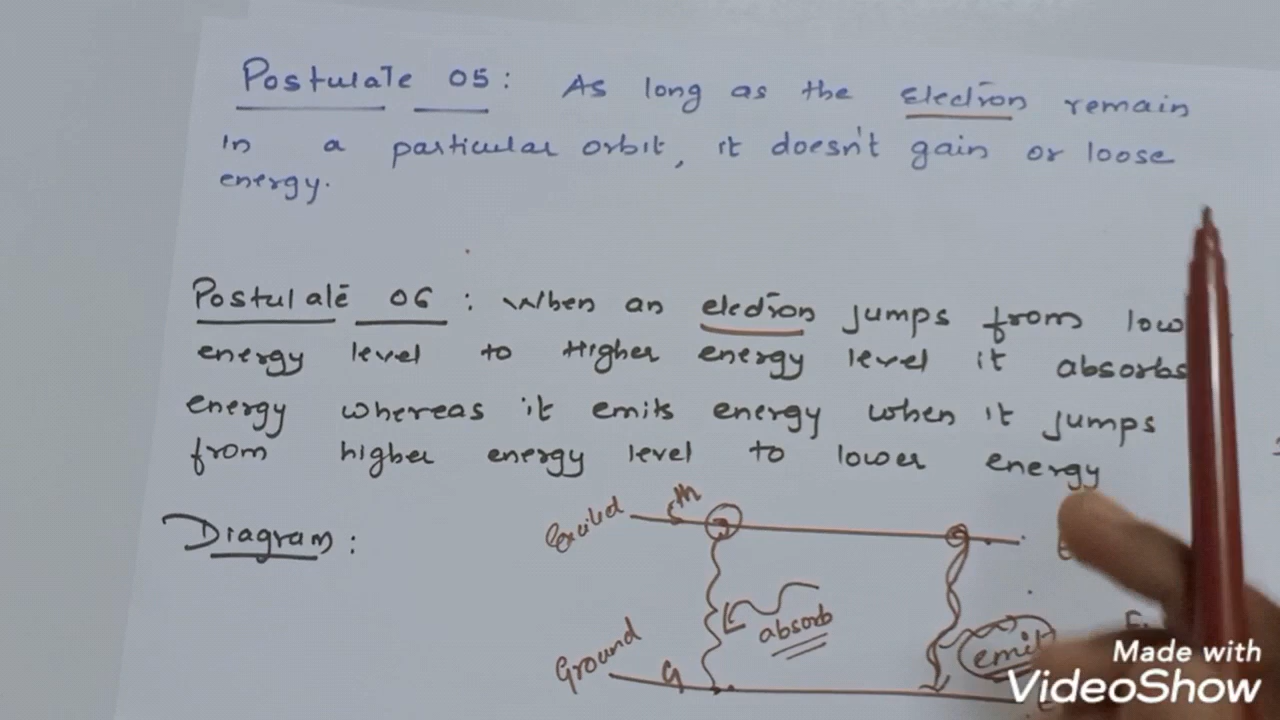 Postulate 05: As long as the electron remain
in a particular orbit, it doesn't gain or loose
energy.
Postulate 06: When an electron jumps from low
energy level to Higher energy level it absorbs
energy whereas it emits energy when it jumps
from higher energy level to lower energy
Diagram:
Excited
absorb
emit
Ground
G
Made with
VideoShow